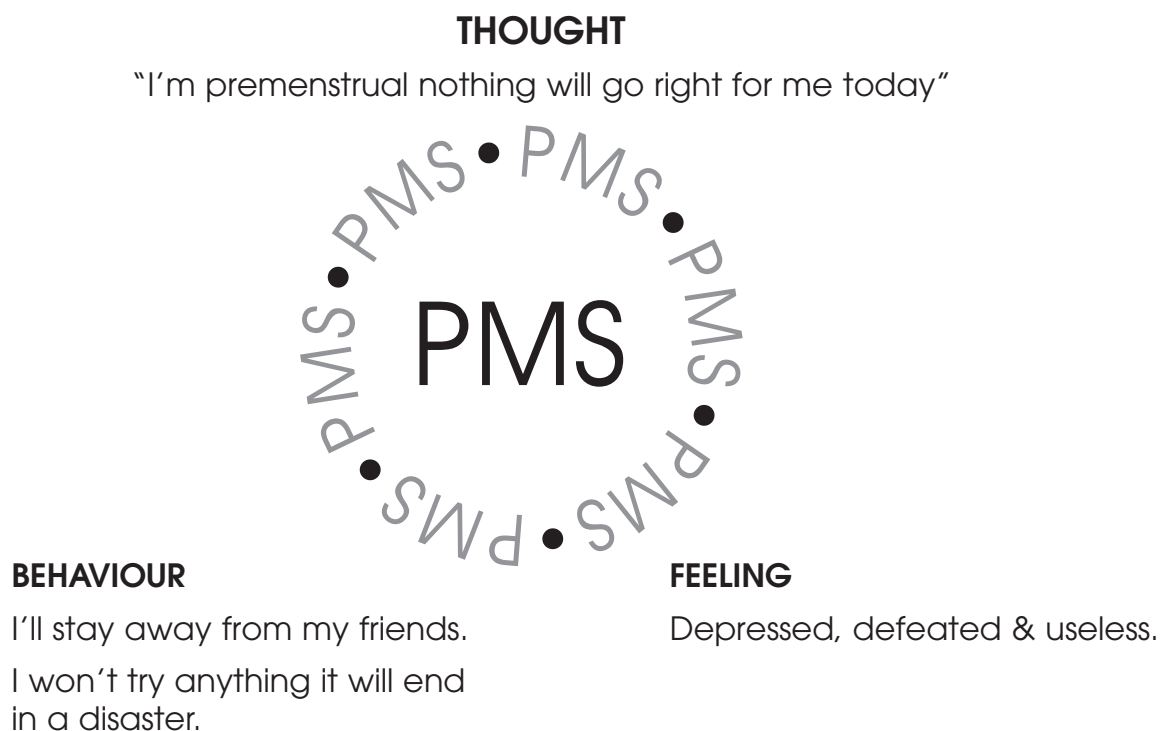 THOUGHT
“I’m premenstrual nothing will go right for me today”
PMS • PMS • PMS • PMS • PMS • PMS •
PMS
BEHAVIOUR
I’ll stay away from my friends.
I won’t try anything it will end
in a disaster.
FEELING
Depressed, defeated & useless.